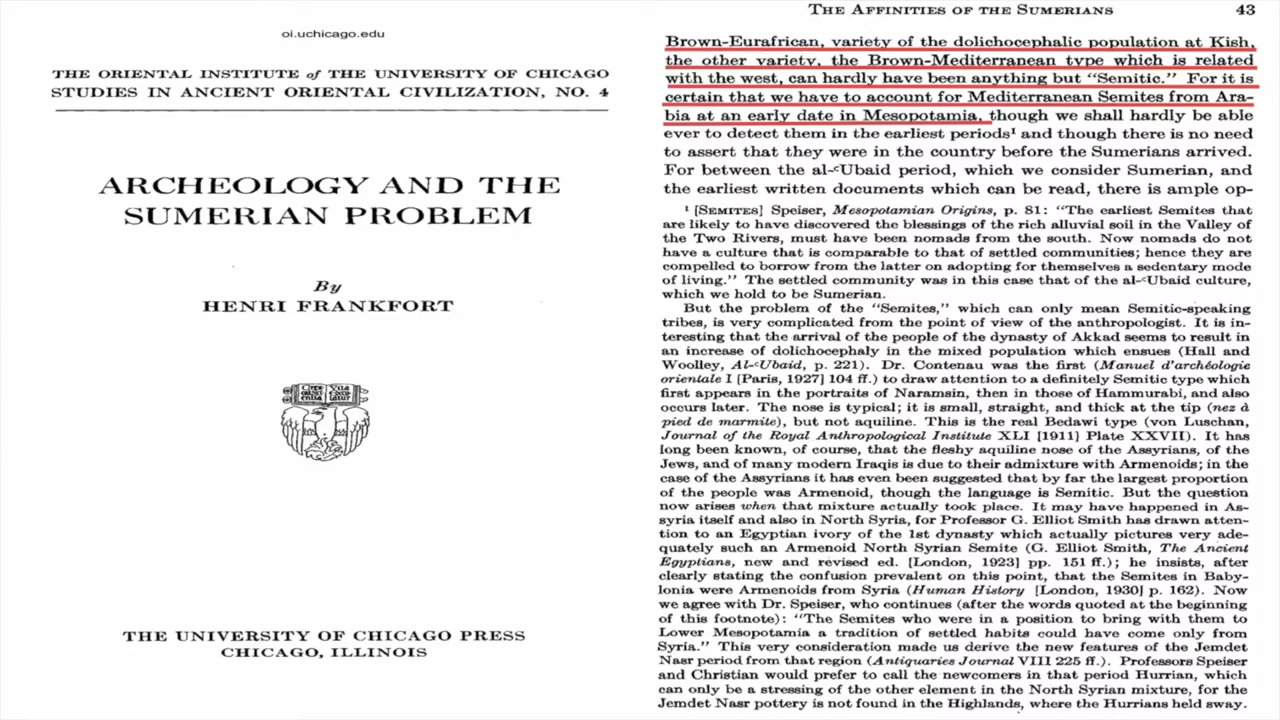 oi.uchicago.edu
THE ORIENTAL INSTITUTE of THE UNIVERSITY OF CHICAGO
STUDIES IN ANCIENT ORIENTAL CIVILIZATION, NO. 4
ARCHEOLOGY AND THE
SUMERIAN PROBLEM
By
HENRI FRANKFORT
THE UNIVERSITY OF CHICAGO PRESS
CHICAGO, ILLINOIS
THE AFFINITIES OF THE SUMERIANS 43
Brown-Eurafrican, variety of the dolichocephalic population at Kish,
the other variety, the Brown-Mediterranean type which is related
with the west, can hardly have been anything but “Semitic.” For it is
certain that we have to account for Mediterranean Semites from Ara-
bia at an early date in Mesopotamia, though we shall hardly be able
ever to detect them in the earliest periods¹ and though there is no need
to assert that they were in the country before the Sumerians arrived.
For between the al-ᶜUbaid period, which we consider Sumerian, and
the earliest written documents which can be read, there is ample op-
¹ [SEMITES] Speiser, Mesopotamian Origins, p. 81: “The earliest Semites that
are likely to have discovered the blessings of the rich alluvial soil in the Valley of
the Two Rivers, must have been nomads from the south. Now nomads do not
have a culture that is comparable to that of settled communities; hence they are
compelled to borrow from the latter on adopting for themselves a sedentary mode
of living.” The settled community was in this case that of the al-ᶜUbaid culture,
which we hold to be Sumerian.
But the problem of the “Semites,” which can only mean Semitic-speaking
tribes, is very complicated from the point of view of the anthropologist. It is in-
teresting that the arrival of the people of the dynasty of Akkad seems to result in
an increase of dolichocephaly in the mixed population which ensues (Hall and
Woolley, Al-ᶜUbaid, p. 221). Dr. Contenau was the first (Manuel d'archéologie
orientale I [Paris, 1927] 104 ff.) to draw attention to a definitely Semitic type which
first appears in the portraits of Naramsin, then in those of Hammurabi, and also
occurs later. The nose is typical; it is small, straight, and thick at the tip (nez à
pied de marmite), but not aquiline. This is the real Bedawi type (von Luschan,
Journal of the Royal Anthropological Institute XLI [1911] Plate XXVII). It has
long been known, of course, that the fleshy aquiline nose of the Assyrians, of the
Jews, and of many modern Iraqis is due to their admixture with Armenoids; in the
case of the Assyrians it has even been suggested that by far the largest proportion
of the people was Armenoid, though the language is Semitic. But the question
now arises when that mixture actually took place. It may have happened in As-
syria itself and also in North Syria, for Professor G. Elliot Smith has drawn atten-
tion to an Egyptian ivory of the 1st dynasty which actually pictures very ade-
quately such an Armenoid North Syrian Semite (G. Elliot Smith, The Ancient
Egyptians, new and revised ed. [London, 1923] pp. 151 ff.); he insists, after
clearly stating the confusion prevalent on this point, that the Semites in Baby-
lonia were Armenoids from Syria (Human History [London, 1930] p. 162). Now
we agree with Dr. Speiser, who continues (after the words quoted at the beginning
of this footnote): “The Semites who were in a position to bring with them to
Lower Mesopotamia a tradition of settled habits could have come only from
Syria.” This very consideration made us derive the new features of the Jemdet
Nasr period from that region (Antiquaries Journal VIII 225 ff.). Professors Speiser
and Christian would prefer to call the newcomers in that period Hurrian, which
can only be a stressing of the other element in the North Syrian mixture, for the
Jemdet Nasr pottery is not found in the Highlands, where the Hurrians held sway.